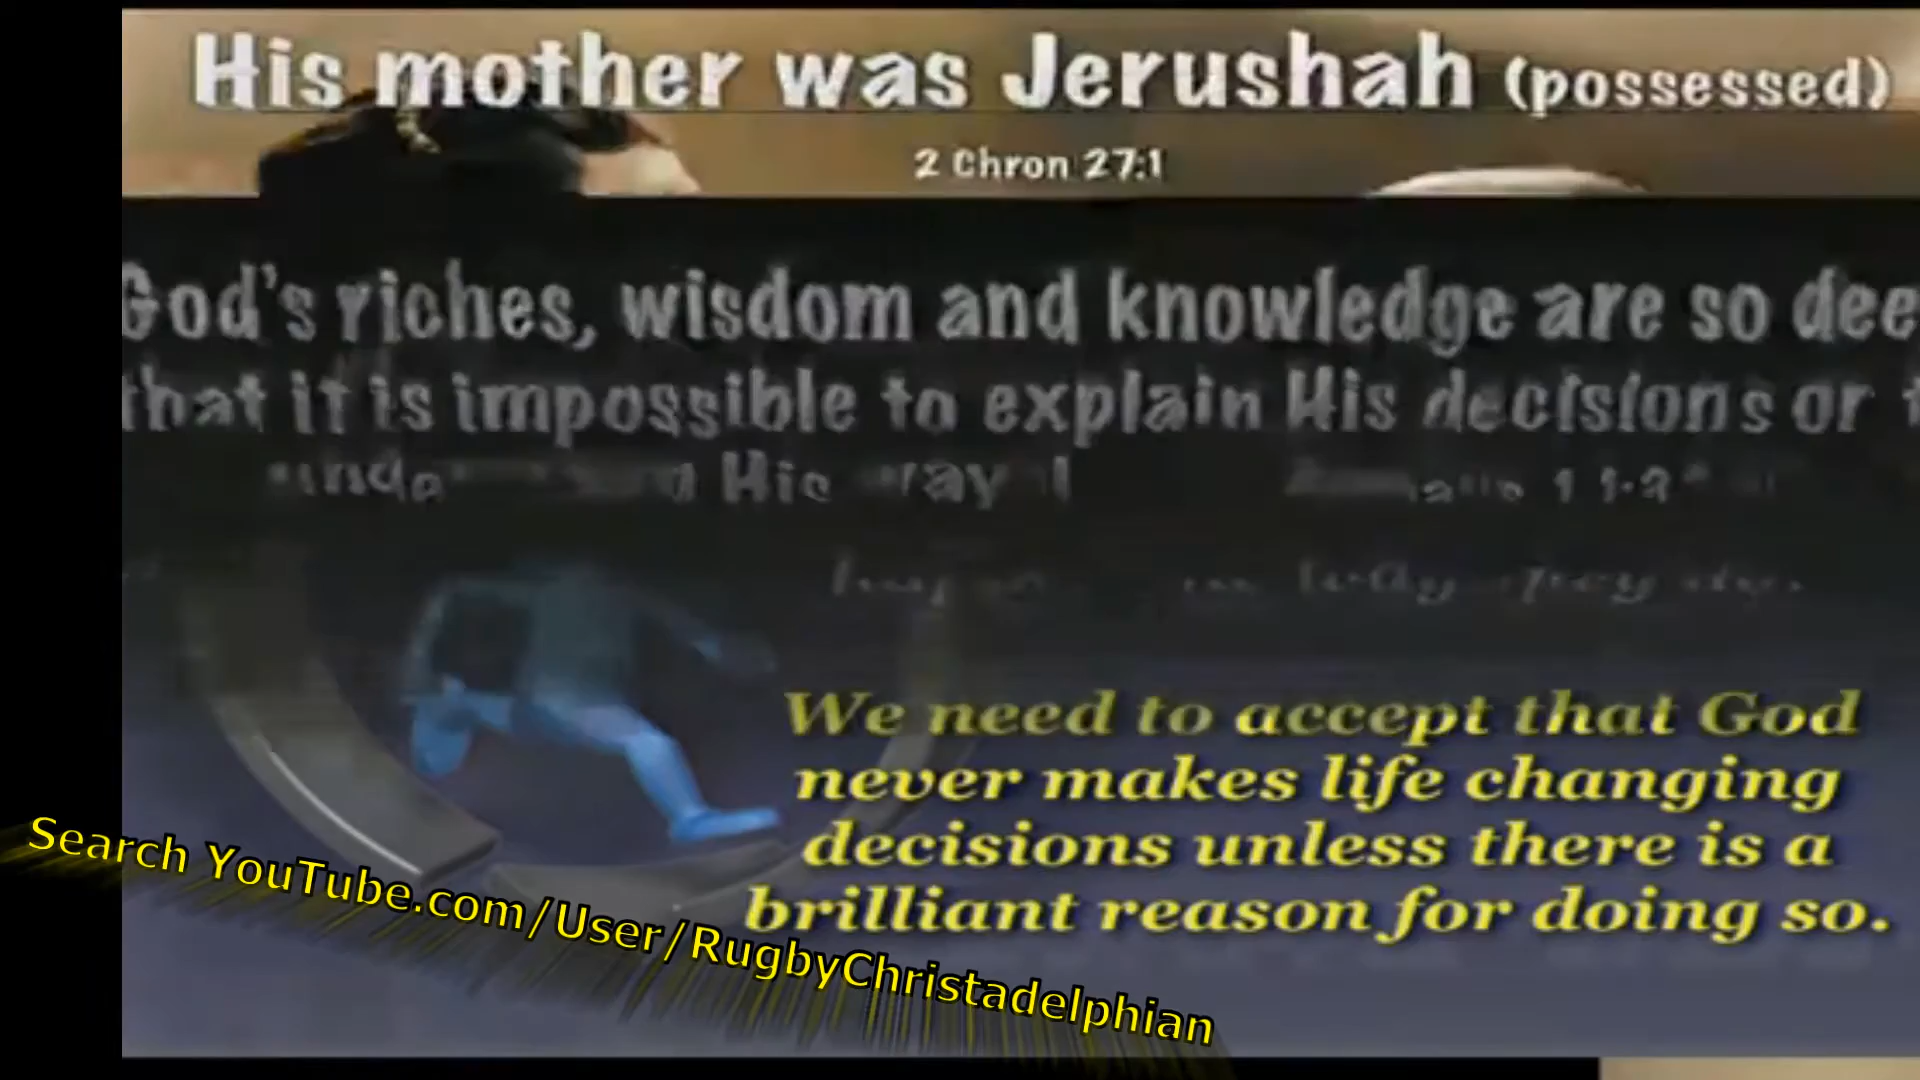 His mother was Jerushah (possessed)
2 Chron 27:1
God's riches, wisdom and knowledge are so dee
that it is impossible to explain His decisions or
His
We need to accept that God
never makes life changing
decisions unless there is a
brilliant reason for doing so.
Search YouTube.com/User/RugbyChristadelphian